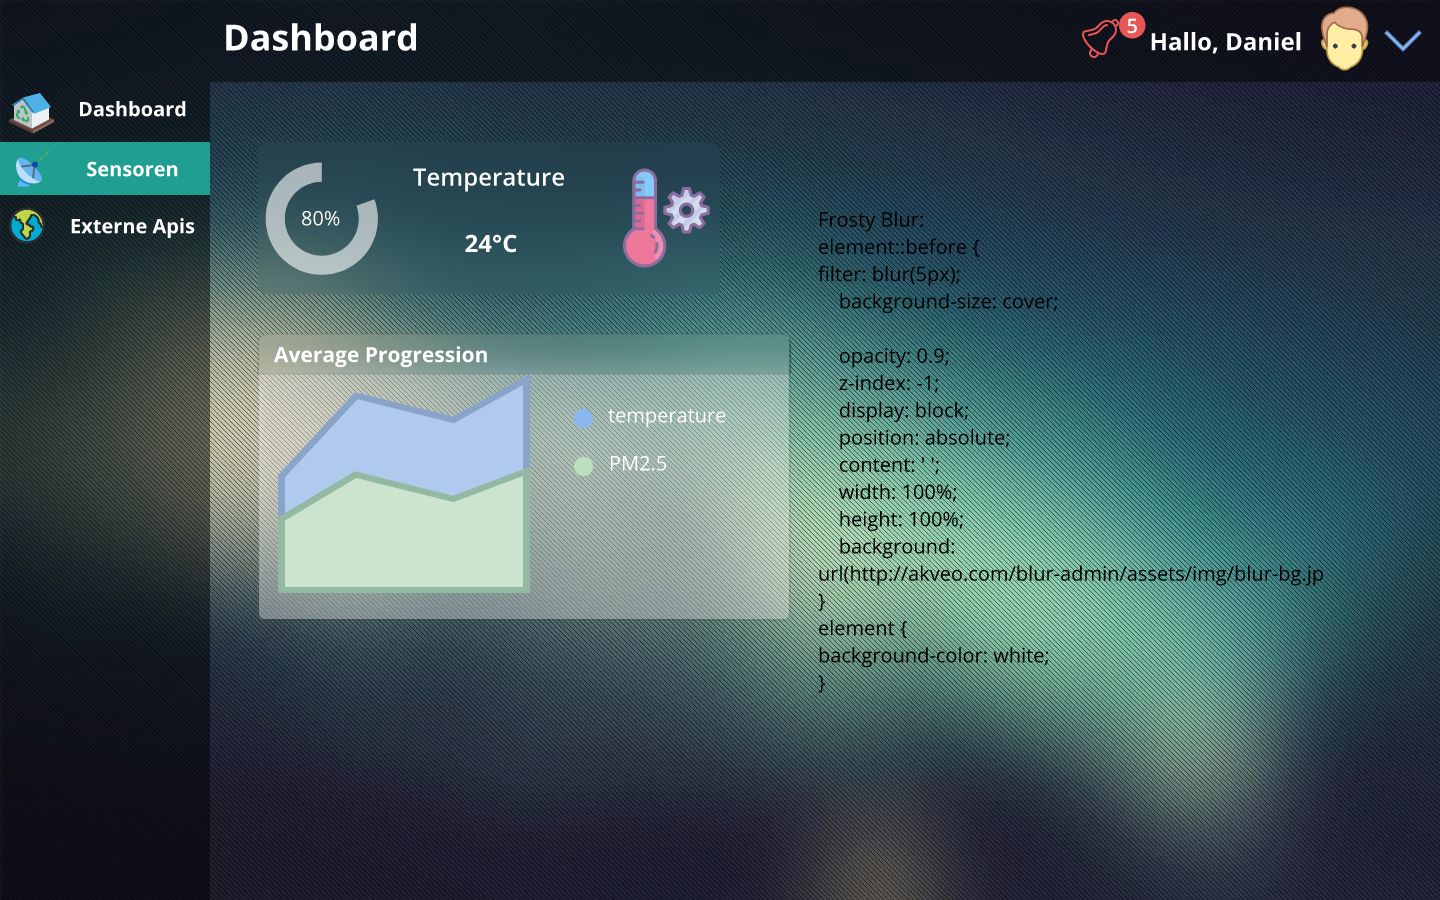 Dashboard
5
Hallo, Daniel
Dashboard
Sensoren
Externe Apis
80%
Temperature
24°C
Average Progression
temperature
PM2.5
Frosty Blur:
element::before {
filter: blur(5px);
background-size: cover;
opacity: 0.9;
z-index: -1;
display: block;
position: absolute;
content: ' ';
width: 100%;
height: 100%;
background:
url(http://akveo.com/blur-admin/assets/img/blur-bg.jp
}
element {
background-color: white;
}